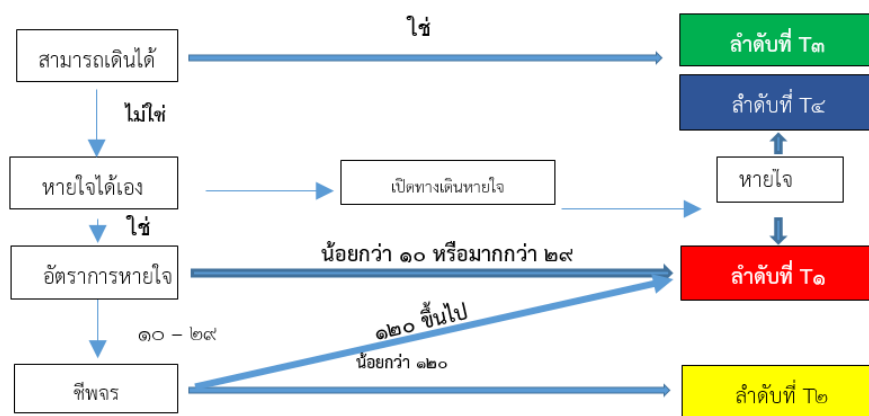 ใช่
สามารถเดินได้
ลำดับที่ T๓
ไม่ใช่
ลำดับที่ T๔
หายใจได้เอง
เปิดทางเดินหายใจ
หายไจ
ใช่
อัตราการหายใจ
น้อยกว่า ๑๐ หรือมากกว่า ๒๙
ลำดับที่ T๑
๑๐ – ๒๙
๑๒๐ ขึ้นไป
น้อยกว่า ๑๒๐
ชีพจร
ลำดับที่ T๒